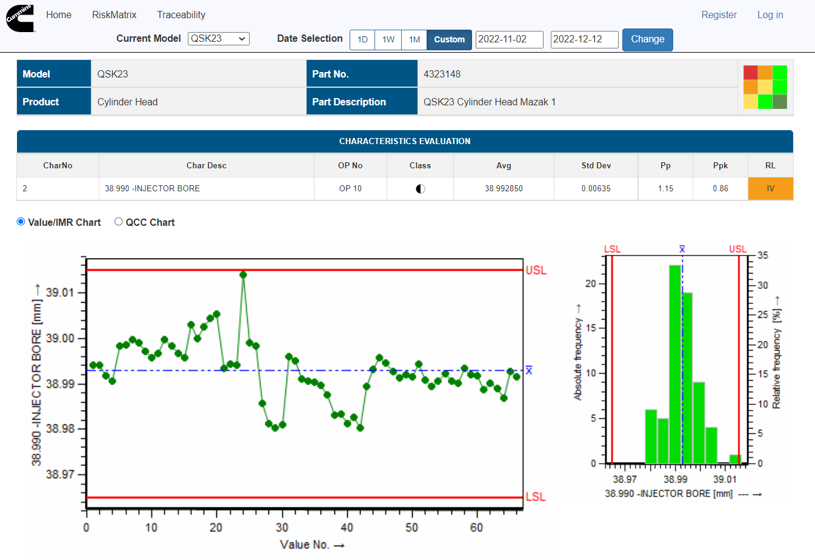 Cummins
Home RiskMatrix Traceability Register Log in
Current Model QSK23 Date Selection 1D 1W 1M Custom 2022-11-02 2022-12-12 Change
Model QSK23 Part No. 4323148
Product Cylinder Head Part Description QSK23 Cylinder Head Mazak 1
CHARACTERISTICS EVALUATION
CharNo Char Desc OP No Class Avg Std Dev Pp Ppk RL
2 38.990 -INJECTOR BORE OP 10 38.992850 0.00635 1.15 0.86 IV
Value/IMR Chart QCC Chart
USL
39.01
39.00
x̅
38.99
38.98
38.97
LSL
38.990 -INJECTOR BORE [mm] →
0 10 20 30 40 50 60
Value No. →
LSL x̅ USL
20
15
10
5
0
Absolute frequency →
35
30
25
20
15
10
5
0
Relative frequency [%] →
38.97 38.99 39.01
38.990 -INJECTOR BORE [mm] --- →